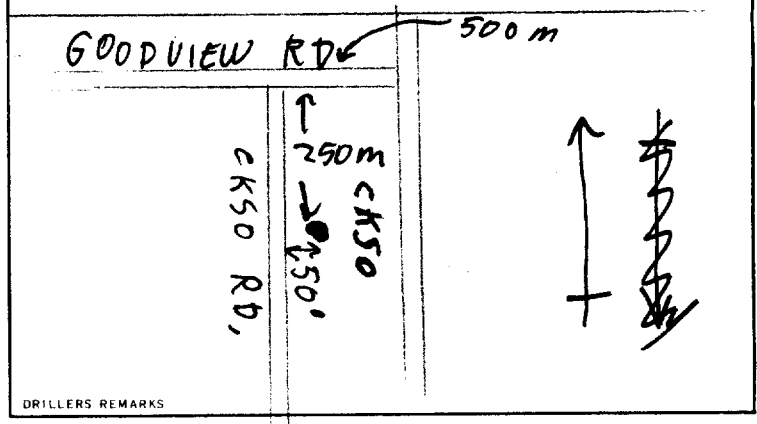 500 m
GOODVIEW RD
250m
CK50
50'
CK50 RD,
DRILLERS REMARKS